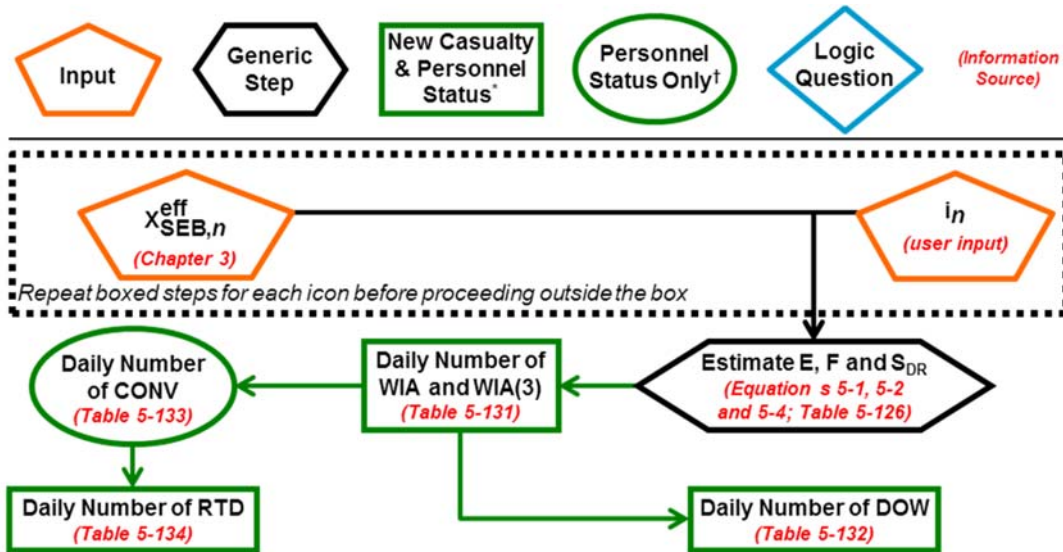 Input
Generic
Step
New Casualty
& Personnel
Status*
Personnel
Status Only†
Logic
Question
(Information
Source)
X^eff_SEB,n
(Chapter 3)
i_n
(user input)
Repeat boxed steps for each icon before proceeding outside the box
Daily Number
of CONV
(Table 5-133)
Daily Number of
WIA and WIA(3)
(Table 5-131)
Estimate E, F and S_DR
(Equation s 5-1, 5-2
and 5-4; Table 5-126)
Daily Number of RTD
(Table 5-134)
Daily Number of DOW
(Table 5-132)